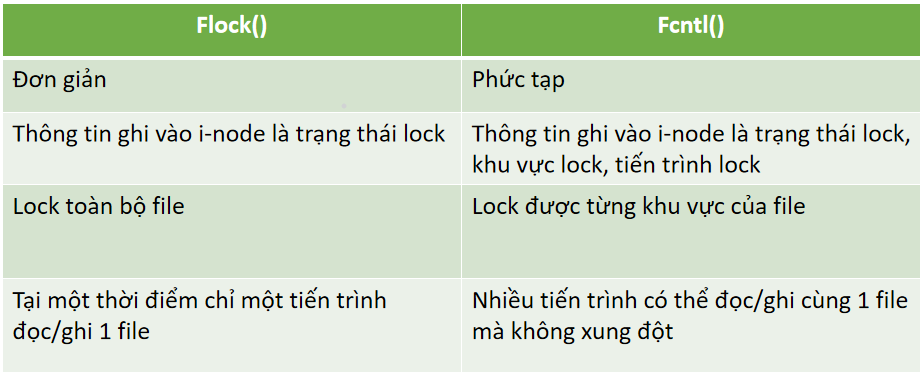 Flock()
Fcntl()
Đơn giản
Phức tạp
Thông tin ghi vào i-node là trạng thái lock
Thông tin ghi vào i-node là trạng thái lock,
khu vực lock, tiến trình lock
Lock toàn bộ file
Lock được từng khu vực của file
Tại một thời điểm chỉ một tiến trình
đọc/ghi 1 file
Nhiều tiến trình có thể đọc/ghi cùng 1 file
mà không xung đột